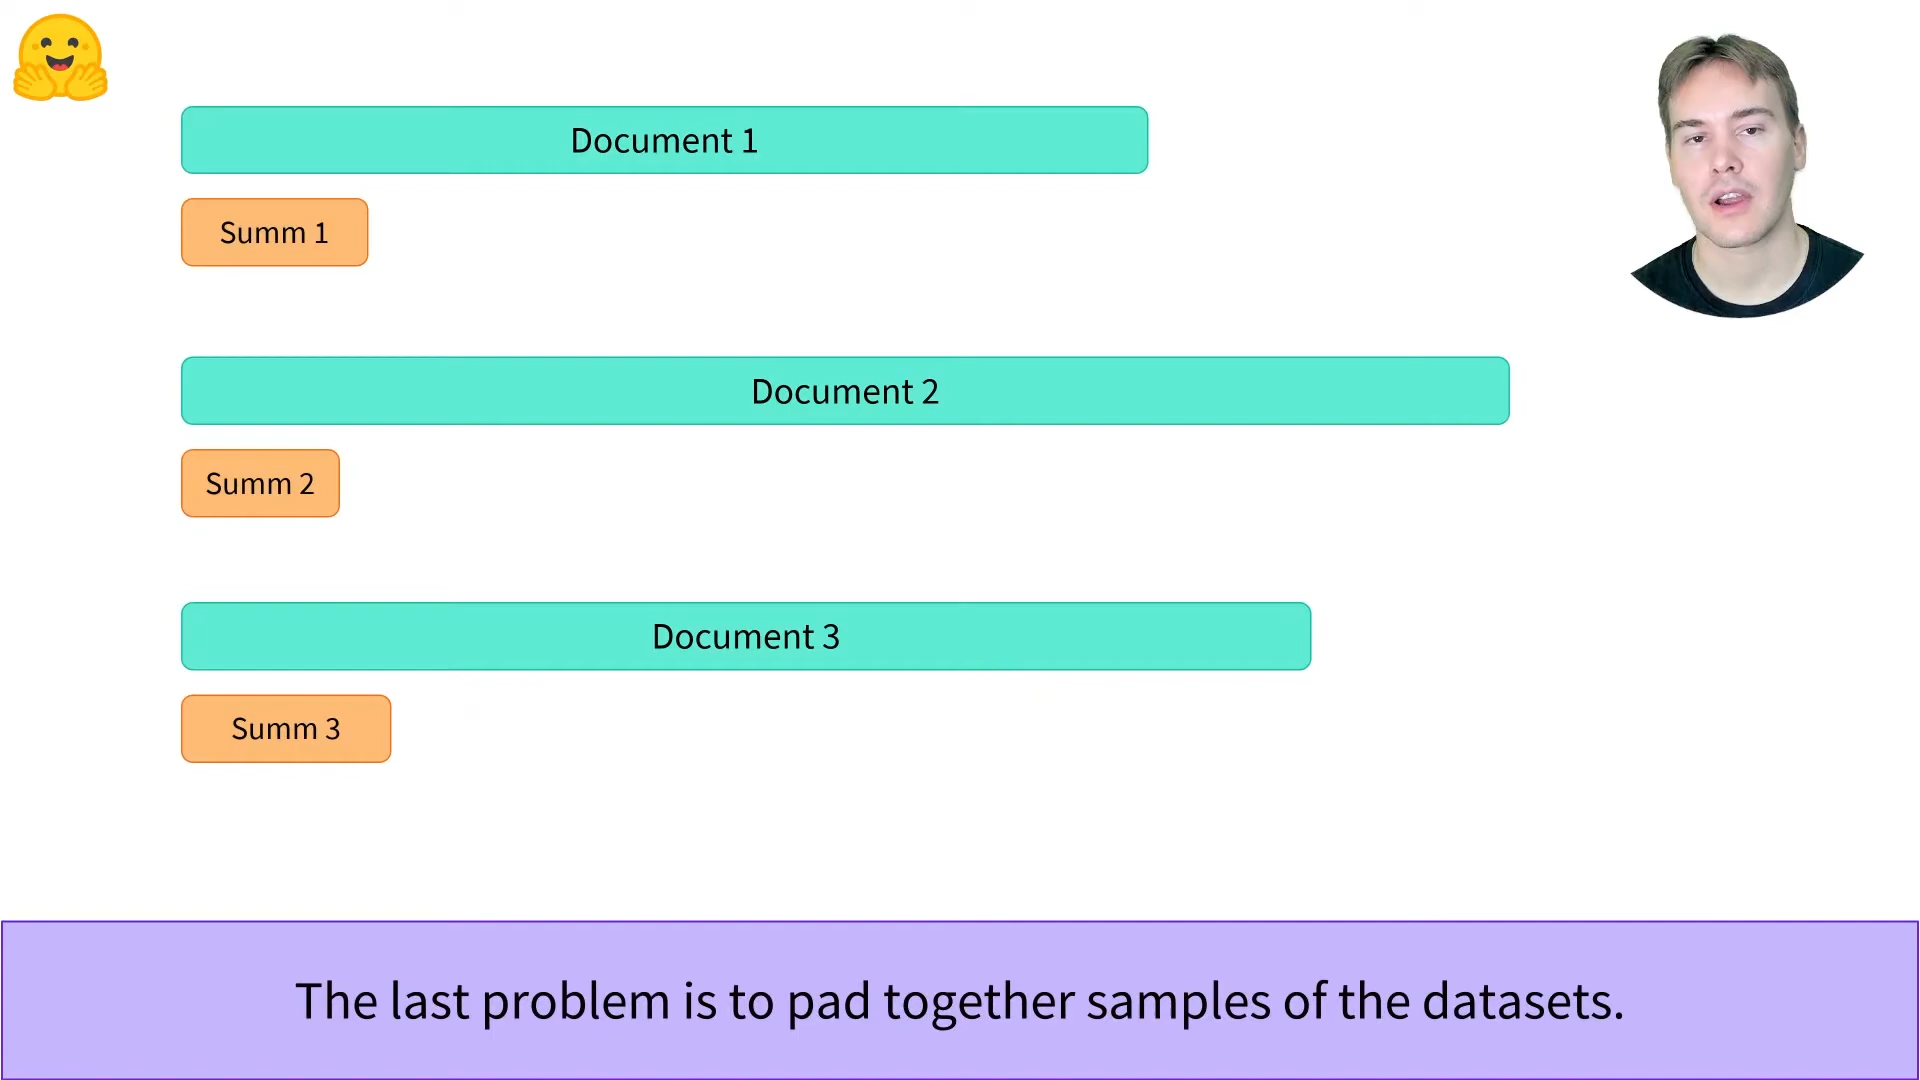 Document 1
Summ 1
Document 2
Summ 2
Document 3
Summ 3
The last problem is to pad together samples of the datasets.